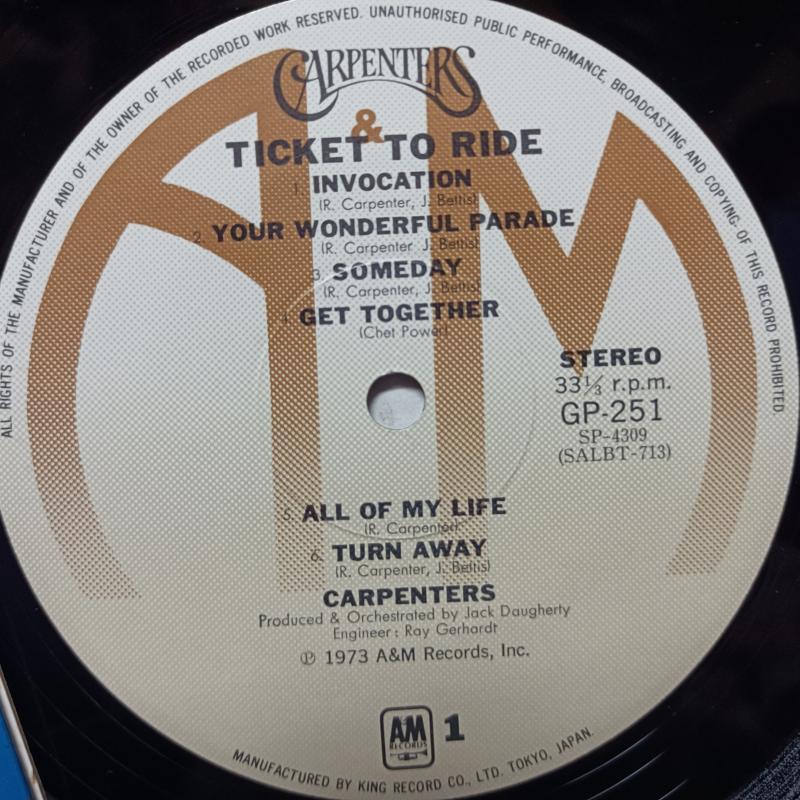 ALL RIGHTS OF THE MANUFACTURER AND OF THE OWNER OF THE RECORDED WORK RESERVED. UNAUTHORISED PUBLIC PERFORMANCE, BROADCASTING AND COPYING OF THIS RECORD PROHIBITED.
CARPENTERS
&
TICKET TO RIDE
1. INVOCATION
(R. Carpenter, J. Bettis)
2. YOUR WONDERFUL PARADE
(R. Carpenter J. Bettis)
3. SOMEDAY
(R. Carpenter, J. Bettis)
4. GET TOGETHER
(Chet Power)
STEREO
33⅓ r.p.m.
GP-251
SP-4309
(SALBT-713)
5. ALL OF MY LIFE
(R. Carpenter)
6. TURN AWAY
(R. Carpenter, J. Bettis)
CARPENTERS
Produced & Orchestrated by Jack Daugherty
Engineer : Ray Gerhardt
℗ 1973 A&M Records, Inc.
A&M RECORDS 1
MANUFACTURED BY KING RECORD CO., LTD. TOKYO, JAPAN.